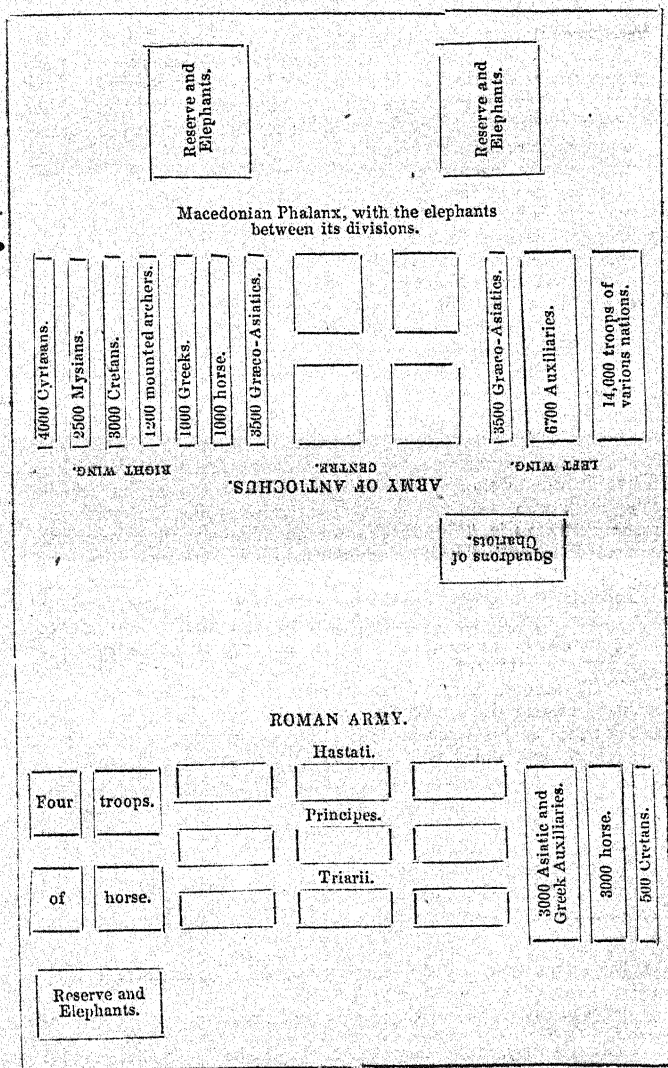 Reserve and
Elephants.
Reserve and
Elephants.
Macedonian Phalanx, with the elephants
between its divisions.
4000 Cyrtæans.
2500 Mysians.
3000 Cretans.
1200 mounted archers.
1000 Greeks.
1000 horse.
3500 Græco-Asiatics.
3500 Græco-Asiatics.
6700 Auxiliaries.
14,000 troops of
various nations.
RIGHT WING.
CENTRE.
LEFT WING.
ARMY OF ANTIOCHUS.
Squadrons of
Chariots.
ROMAN ARMY.
Hastati.
Four
troops.
Principes.
Triarii.
of
horse.
3000 Asiatic and
Greek Auxiliaries.
3000 horse.
500 Cretans.
Reserve and
Elephants.